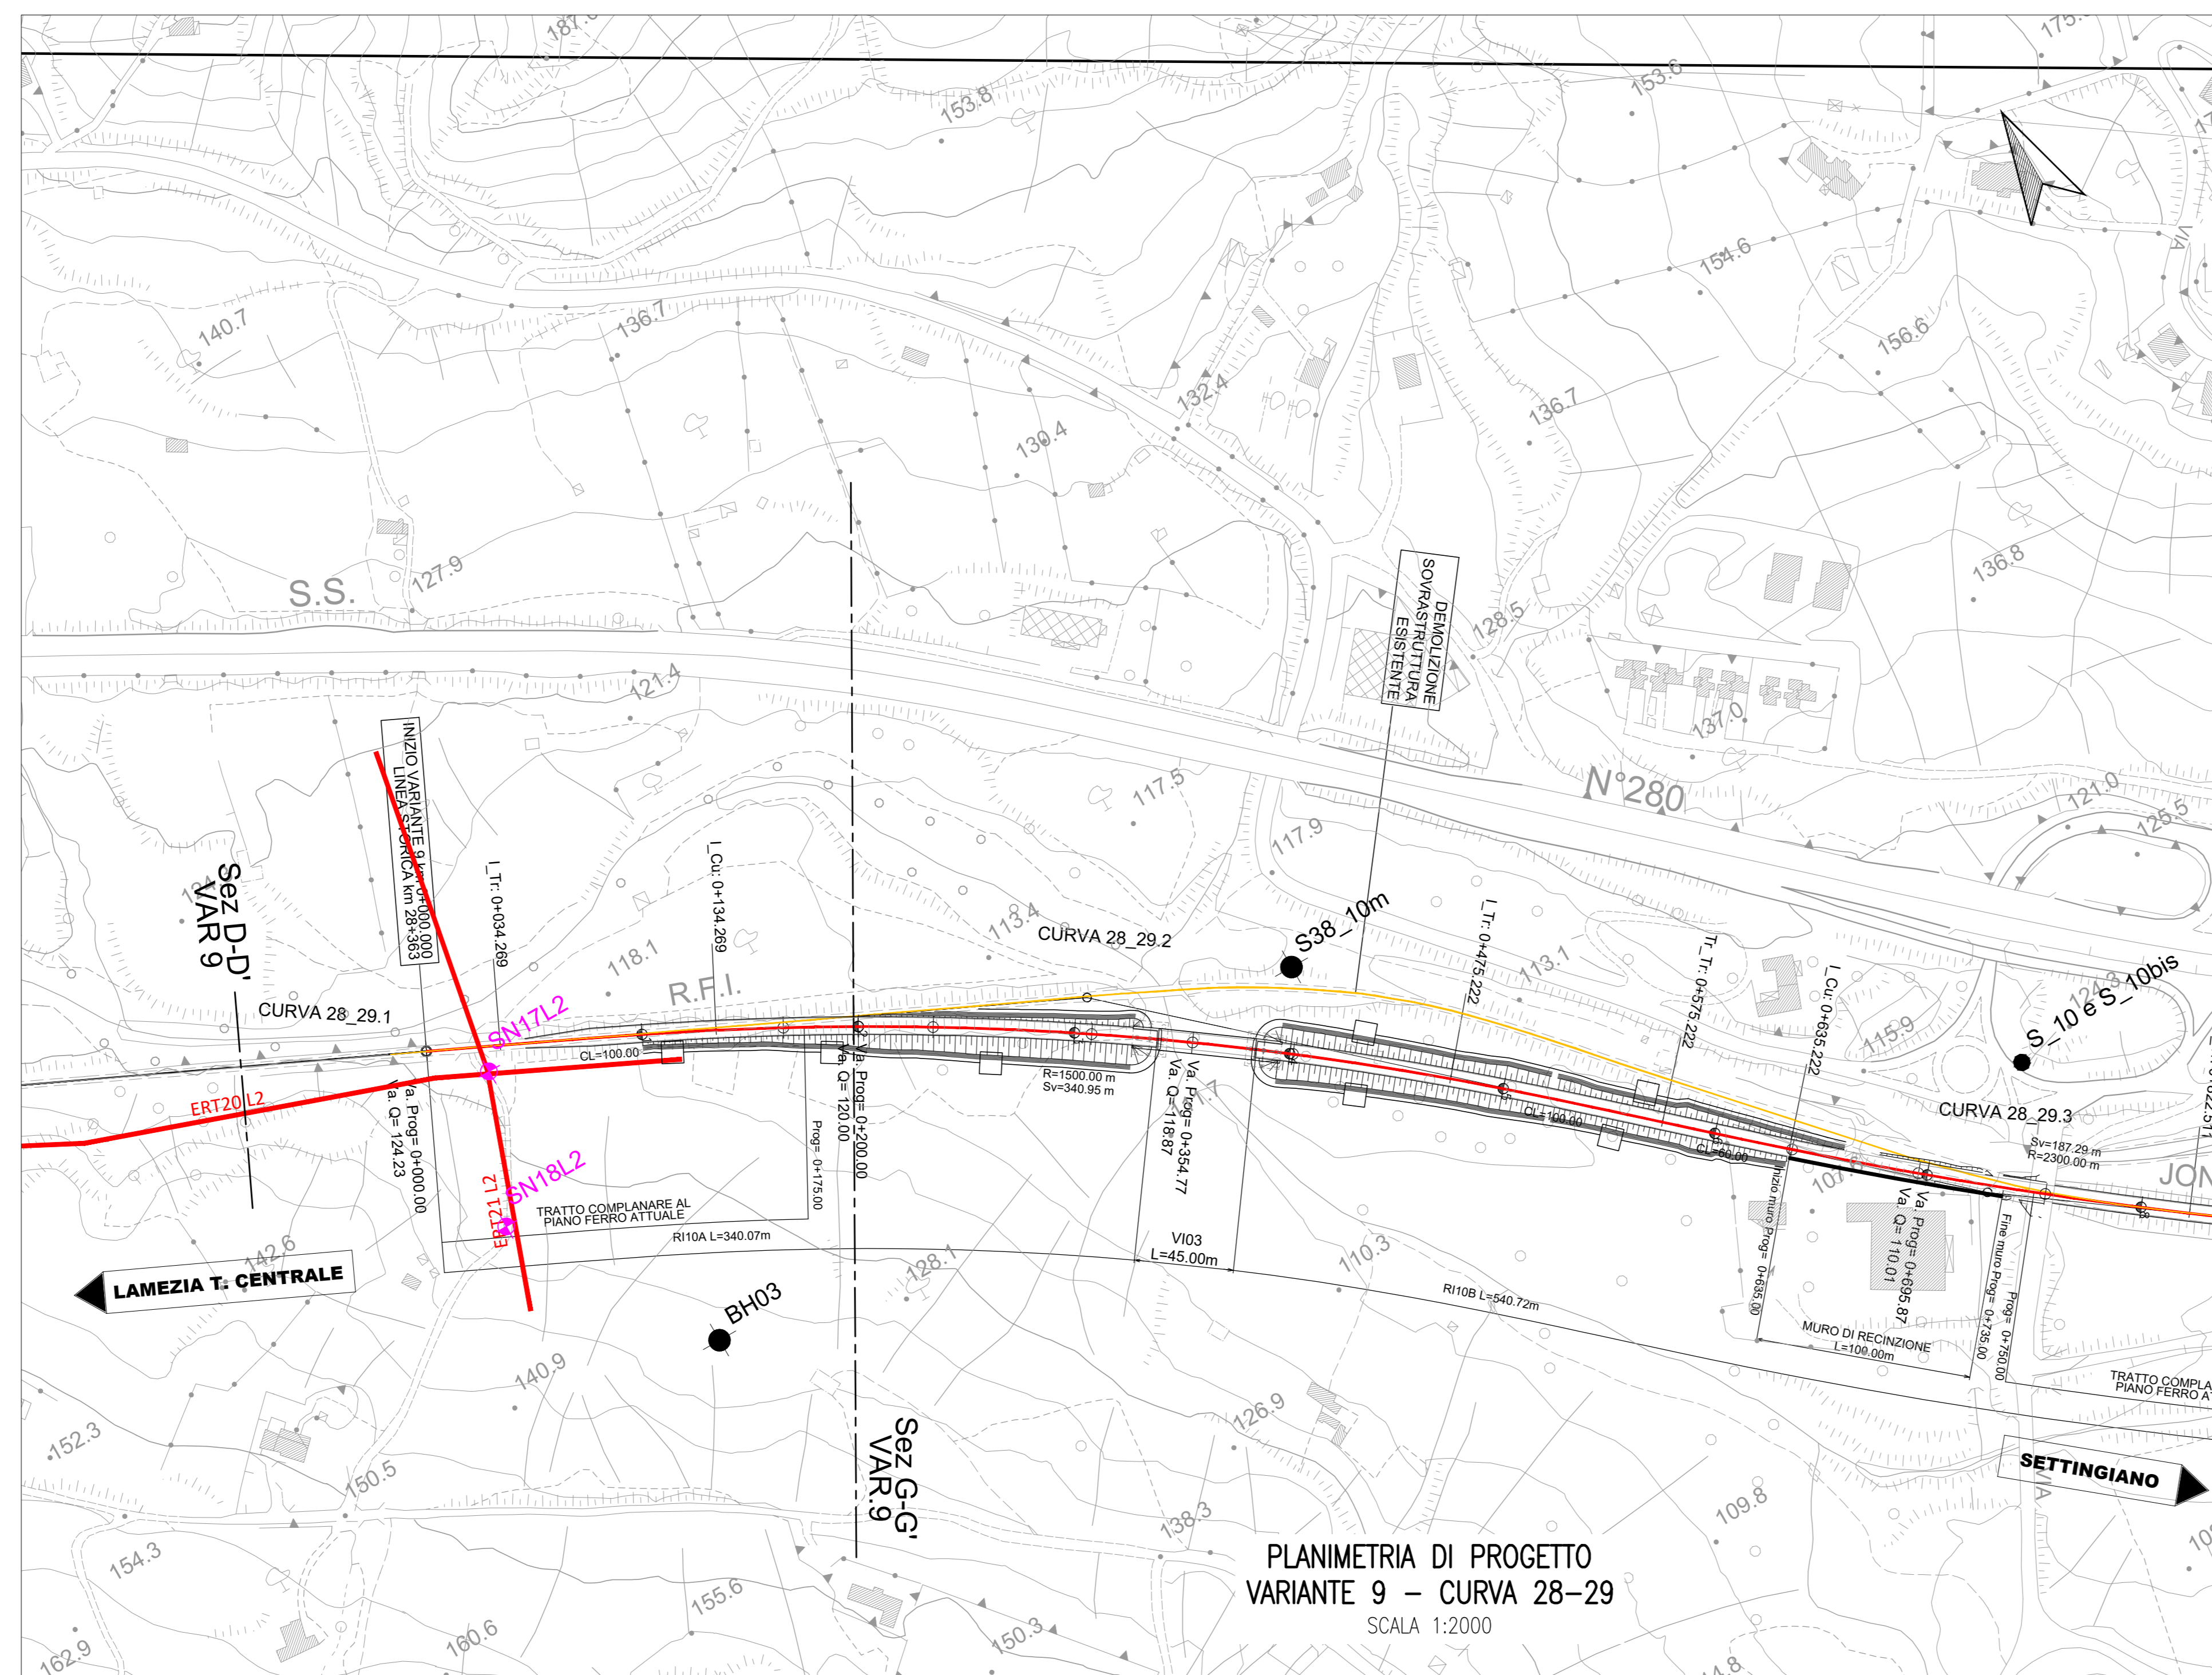 187.6
175.
153.8
153.6
154.6
VIA
140.7
136.7
156.6
132.4
136.7
130.4
136.8
S.S.
127.9
DEMOLIZIONE
SOVRASTRUTTURA
ESISTENTE
128.5
121.4
137.0
N°280
117.5
121.0
125.5
117.9
INIZIO VARIANTE 9 km 0+000.000
LINEA STORICA km 28+363
Sez D-D'
VAR 9
I_Tr: 0+034.269
I_Cu: 0+134.269
113.4
CURVA 28_29.2
S38_10m
I_Tr: 0+475.222
113.1
Tr_Tr: 0+575.222
I_Cu: 0+635.222
124.3
S_10 e S_10bis
118.1
R.F.I.
CURVA 28_29.1
SN17L2
CL=100.00
115.9
R=1500.00 m
Sv=340.95 m
CL=100.00
CL=60.00
CURVA 28_29.3
Sv=187.29 m
R=2300.00 m
ERT20 L2
Va. Prog= 0+000.00
Va. Q= 124.23
Prog= 0+175.00
Va. Prog= 0+200.00
Va. Q= 120.00
Va. Prog= 0+354.77
Va. Q= 118.87
JON
SN18L2
ERT21 L2
TRATTO COMPLANARE AL
PIANO FERRO ATTUALE
RI10A L=340.07m
VI03
L=45.00m
110.3
Inizio muro Prog= 0+635.00
Va. Prog= 0+695.87
Va. Q= 110.01
Fine muro Prog= 0+735.00
Prog= 0+750.00
142.6
LAMEZIA T. CENTRALE
128.1
RI10B L=540.72m
BH03
MURO DI RECINZIONE
L=100.00m
140.9
TRATTO COMPLA
PIANO FERRO A
126.9
152.3
150.5
Sez G-G'
VAR.9
SETTINGIANO
VIA
109.8
138.3
154.3
155.6
PLANIMETRIA DI PROGETTO
VARIANTE 9 – CURVA 28–29
SCALA 1:2000
162.9
160.6
150.3